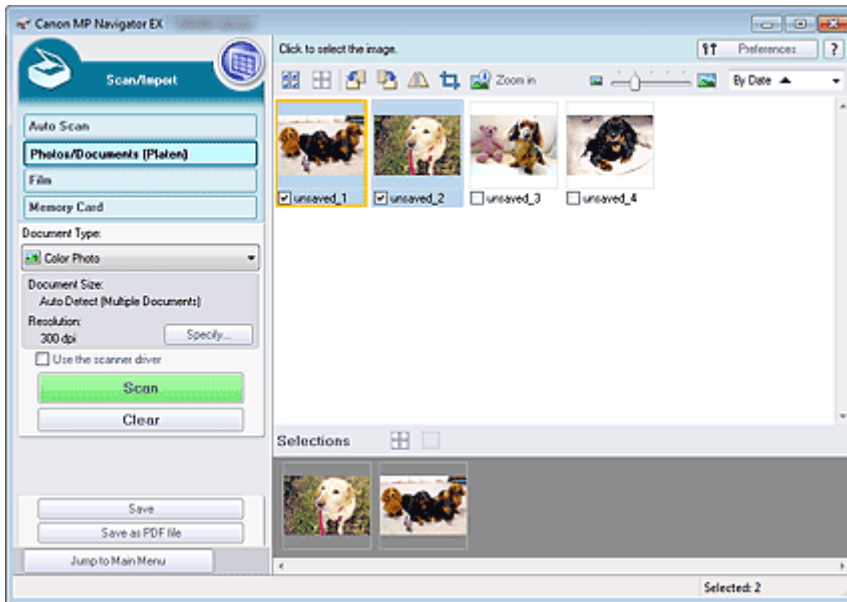 Canon MP Navigator EX
Click to select the image.
Preferences
?
Scan/Import
Zoom in
By Date
Auto Scan
Photos/Documents (Platen)
Film
Memory Card
unsaved_1
unsaved_2
unsaved_3
unsaved_4
Document Type:
Color Photo
Document Size:
Auto Detect (Multiple Documents)
Resolution:
300 dpi
Specify...
Use the scanner driver
Scan
Clear
Selections
Save
Save as PDF file
Jump to Main Menu
Selected: 2